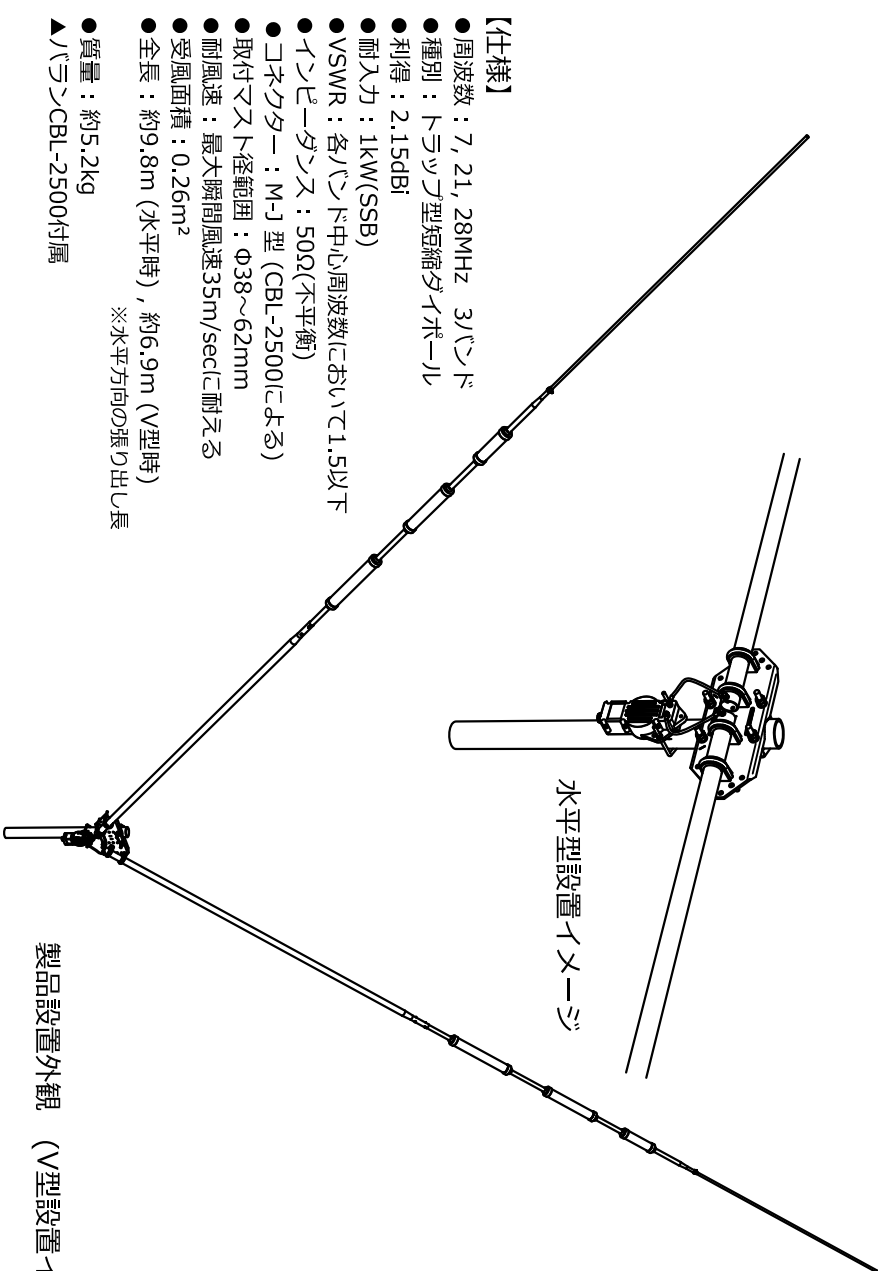 【仕様】
●周波数：7, 21, 28MHz　3バンド
●種別：トラップ型短縮ダイポール
●利得：2.15dBi
●耐入力：1kW(SSB)
●VSWR：各バンド中心周波数において1.5以下
●インピーダンス：50Ω(不平衡)
●コネクター：M-J 型 (CBL-2500による)
●取付マスト径範囲：Φ38～62mm
●耐風速：最大瞬間風速35m/secに耐える
●受風面積：0.26m²
●全長：約9.8m (水平時) , 約6.9m (V型時)
※水平方向の張り出し長
●質量：約5.2kg
▲バランCBL-2500付属
水平型設置イメージ
製品設置外観　(V型設置イ